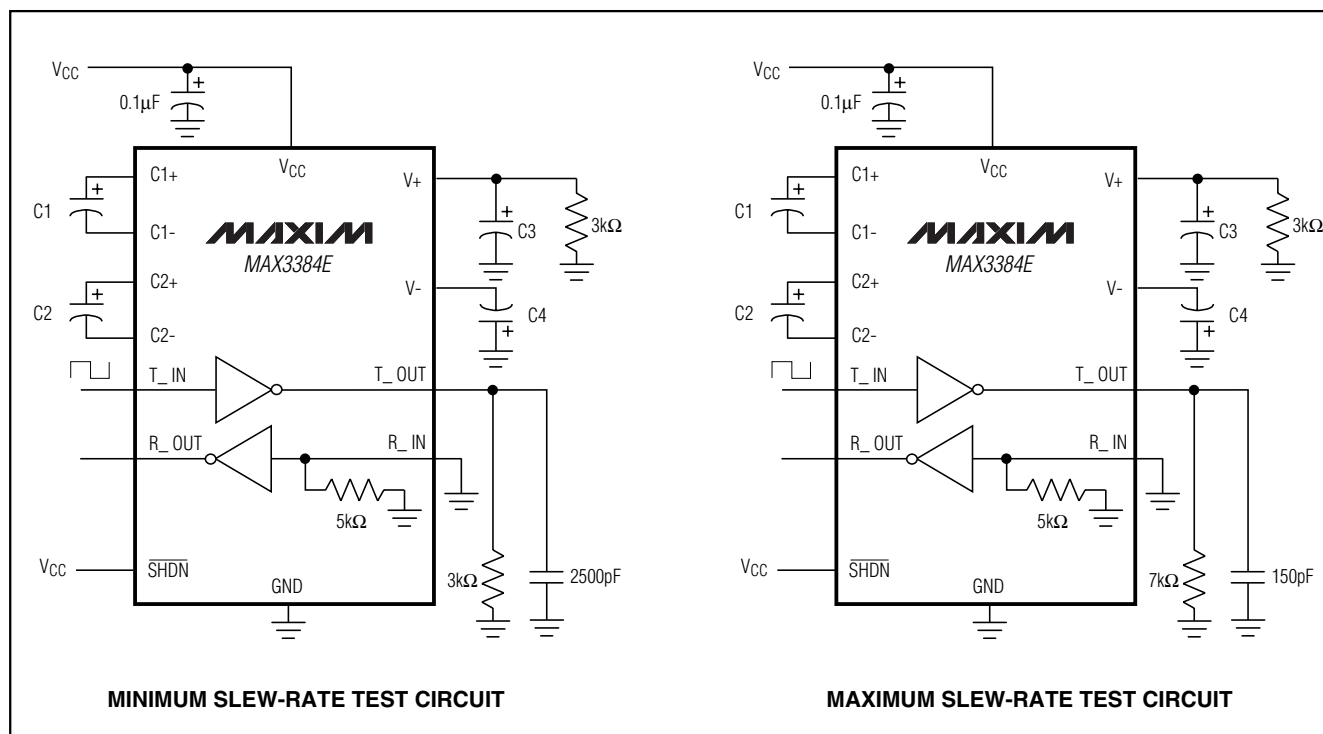 VCC
0.1µF
VCC
C1+
C1
C1-
V+
C3
3kΩ
MAXIM
MAX3384E
C2+
C2
C2-
V-
C4
T_ IN
T_ OUT
R_ OUT
R_ IN
5kΩ
VCC
SHDN
GND
3kΩ
2500pF
MINIMUM SLEW-RATE TEST CIRCUIT
VCC
0.1µF
VCC
C1+
C1
C1-
V+
C3
3kΩ
MAXIM
MAX3384E
C2+
C2
C2-
V-
C4
T_ IN
T_ OUT
R_ OUT
R_ IN
5kΩ
VCC
SHDN
GND
7kΩ
150pF
MAXIMUM SLEW-RATE TEST CIRCUIT